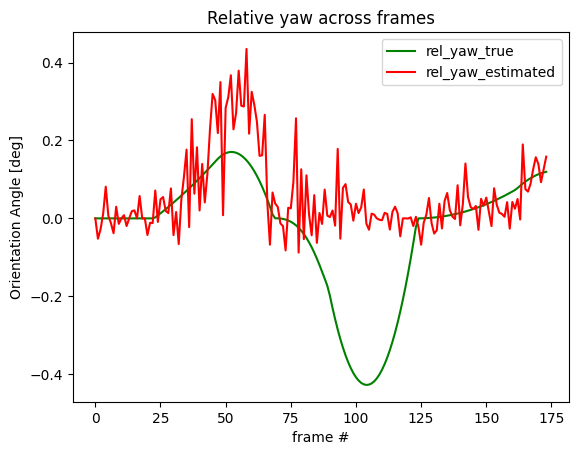 Relative yaw across frames
rel_yaw_true
rel_yaw_estimated
Orientation Angle [deg]
0.4
0.2
0.0
−0.2
−0.4
0
25
50
75
100
125
150
175
frame #